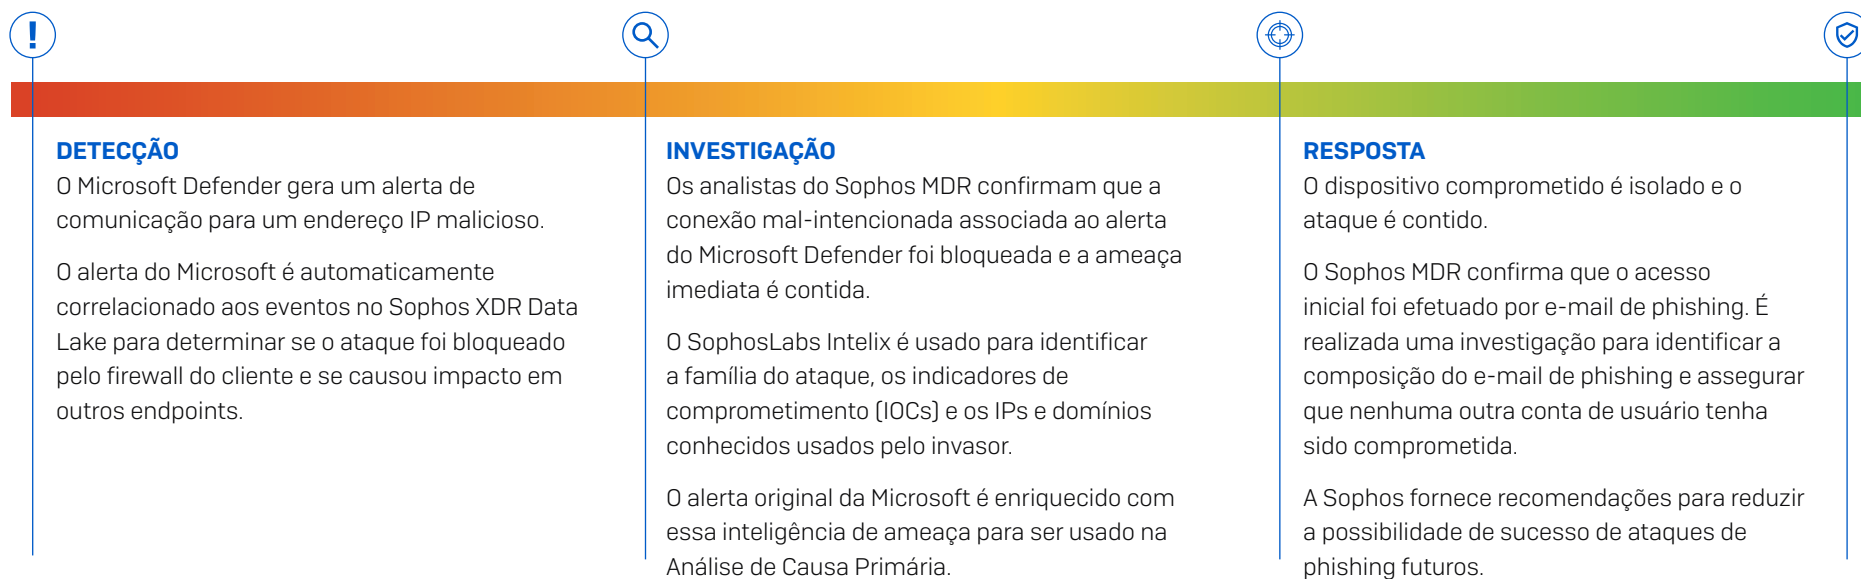 DETECÇÃO
O Microsoft Defender gera um alerta de
comunicação para um endereço IP malicioso.
O alerta do Microsoft é automaticamente
correlacionado aos eventos no Sophos XDR Data
Lake para determinar se o ataque foi bloqueado
pelo firewall do cliente e se causou impacto em
outros endpoints.
INVESTIGAÇÃO
Os analistas do Sophos MDR confirmam que a
conexão mal-intencionada associada ao alerta
do Microsoft Defender foi bloqueada e a ameaça
imediata é contida.
O SophosLabs Intelix é usado para identificar
a família do ataque, os indicadores de
comprometimento (IOCs) e os IPs e domínios
conhecidos usados pelo invasor.
O alerta original da Microsoft é enriquecido com
essa inteligência de ameaça para ser usado na
Análise de Causa Primária.
RESPOSTA
O dispositivo comprometido é isolado e o
ataque é contido.
O Sophos MDR confirma que o acesso
inicial foi efetuado por e-mail de phishing. É
realizada uma investigação para identificar a
composição do e-mail de phishing e assegurar
que nenhuma outra conta de usuário tenha
sido comprometida.
A Sophos fornece recomendações para reduzir
a possibilidade de sucesso de ataques de
phishing futuros.